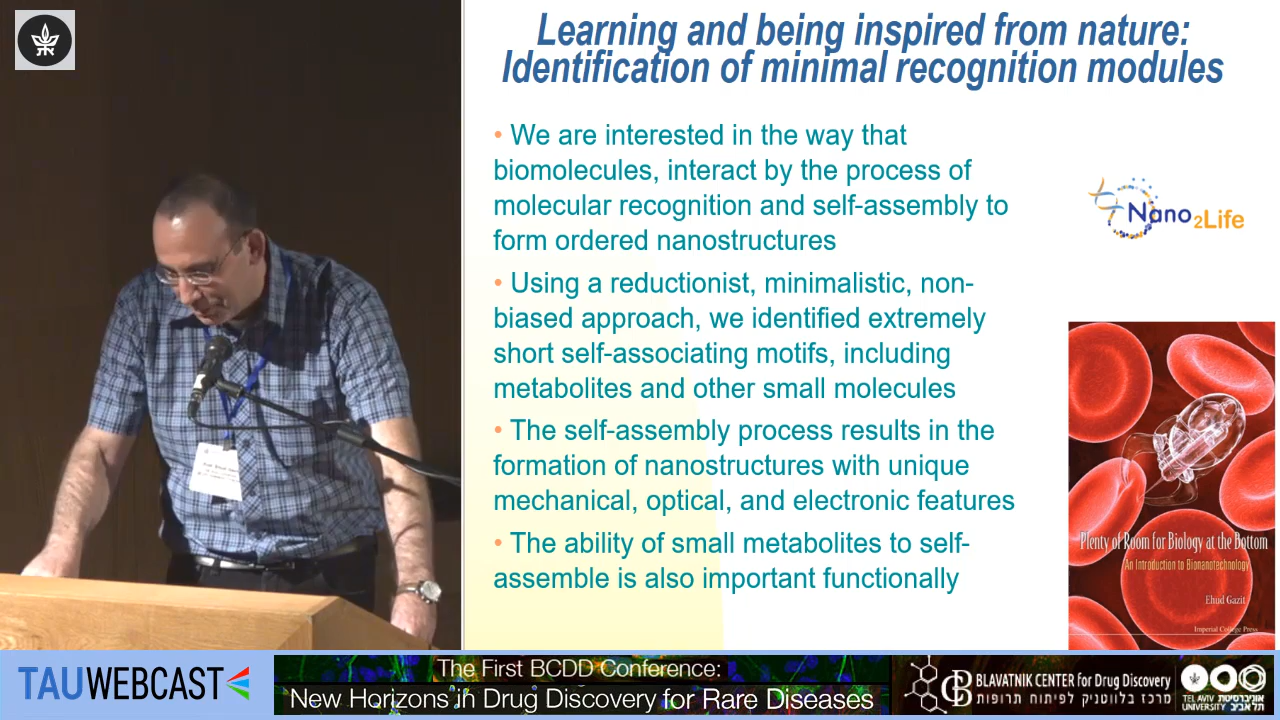 Learning and being inspired from nature:
Identification of minimal recognition modules
• We are interested in the way that
biomolecules, interact by the process of
molecular recognition and self-assembly to
form ordered nanostructures
• Using a reductionist, minimalistic, non-
biased approach, we identified extremely
short self-associating motifs, including
metabolites and other small molecules
• The self-assembly process results in the
formation of nanostructures with unique
mechanical, optical, and electronic features
• The ability of small metabolites to self-
assemble is also important functionally
Nano2Life
Plenty of Room for Biology at the Bottom
An Introduction to Bionanotechnology
Ehud Gazit
Imperial College Press
TAUWEBCAST
The First BCDD Conference:
New Horizons in Drug Discovery for Rare Diseases
BLAVATNIK CENTER for Drug Discovery
מרכז בלווטניק לפיתוח תרופות
TEL AVIV UNIVERSITY
אוניברסיטת תל אביב